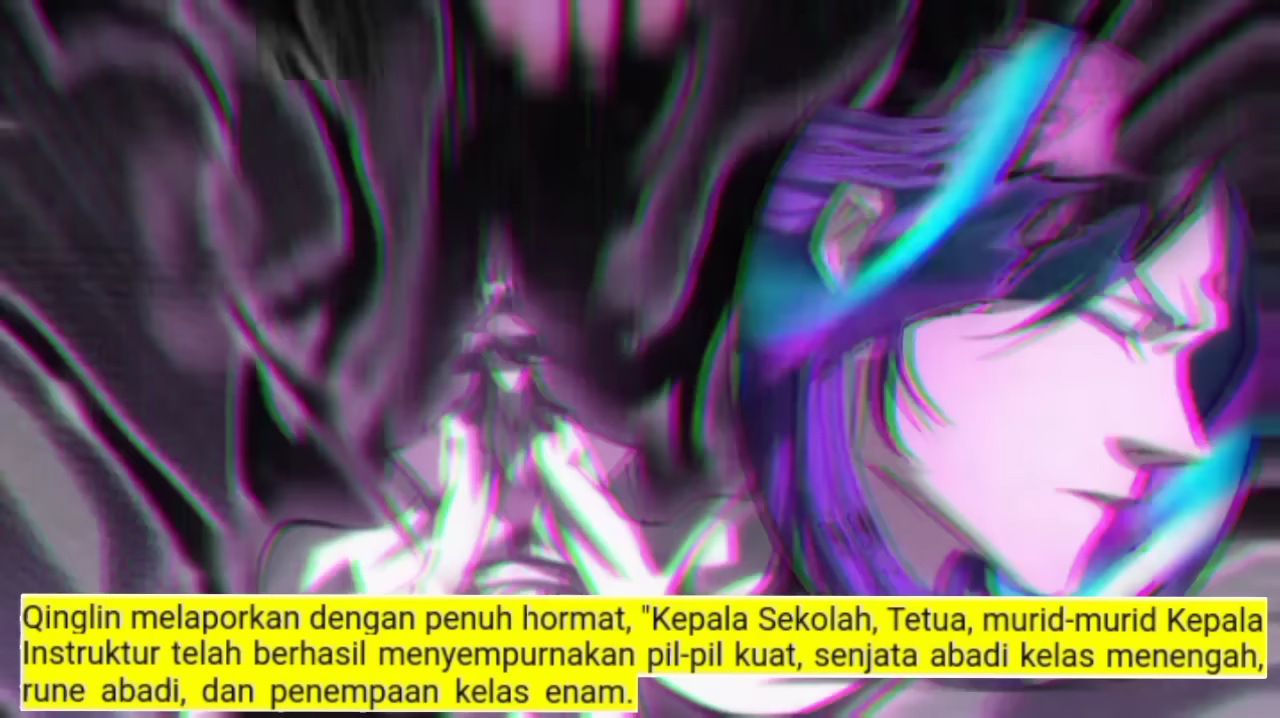 Qinglin melaporkan dengan penuh hormat, "Kepala Sekolah, Tetua, murid-murid Kepala
Instruktur telah berhasil menyempurnakan pil-pil kuat, senjata abadi kelas menengah,
rune abadi, dan penempaan kelas enam.